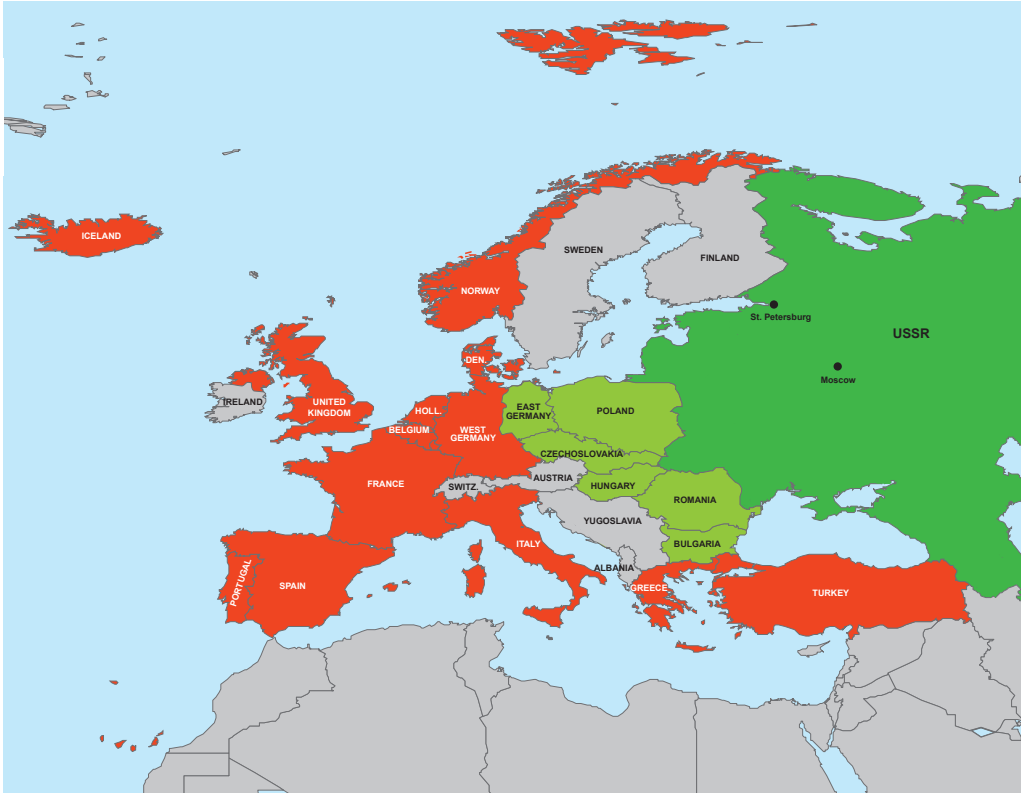 ICELAND
SWEDEN
FINLAND
NORWAY
St. Petersburg
USSR
DEN.
Moscow
IRELAND
UNITED
KINGDOM
HOLL.
EAST
GERMANY
POLAND
BELGIUM
WEST
GERMANY
CZECHOSLOVAKIA
FRANCE
SWITZ.
AUSTRIA
HUNGARY
ROMANIA
YUGOSLAVIA
ITALY
BULGARIA
ALBANIA
PORTUGAL
SPAIN
GREECE
TURKEY